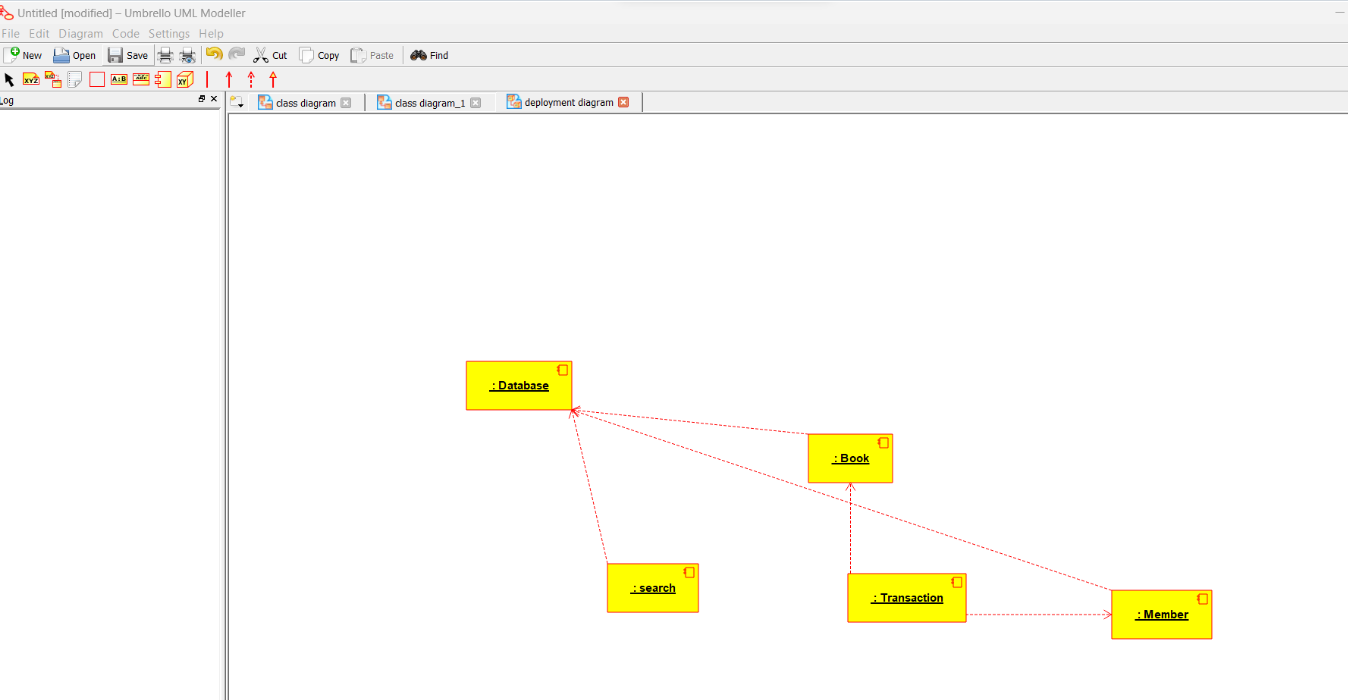 Untitled [modified] – Umbrello UML Modeller
File Edit Diagram Code Settings Help
New Open Save Cut Copy Paste Find
XYZ A:B XY
Log
class diagram class diagram_1 deployment diagram
: Database
: Book
: search
: Transaction
: Member